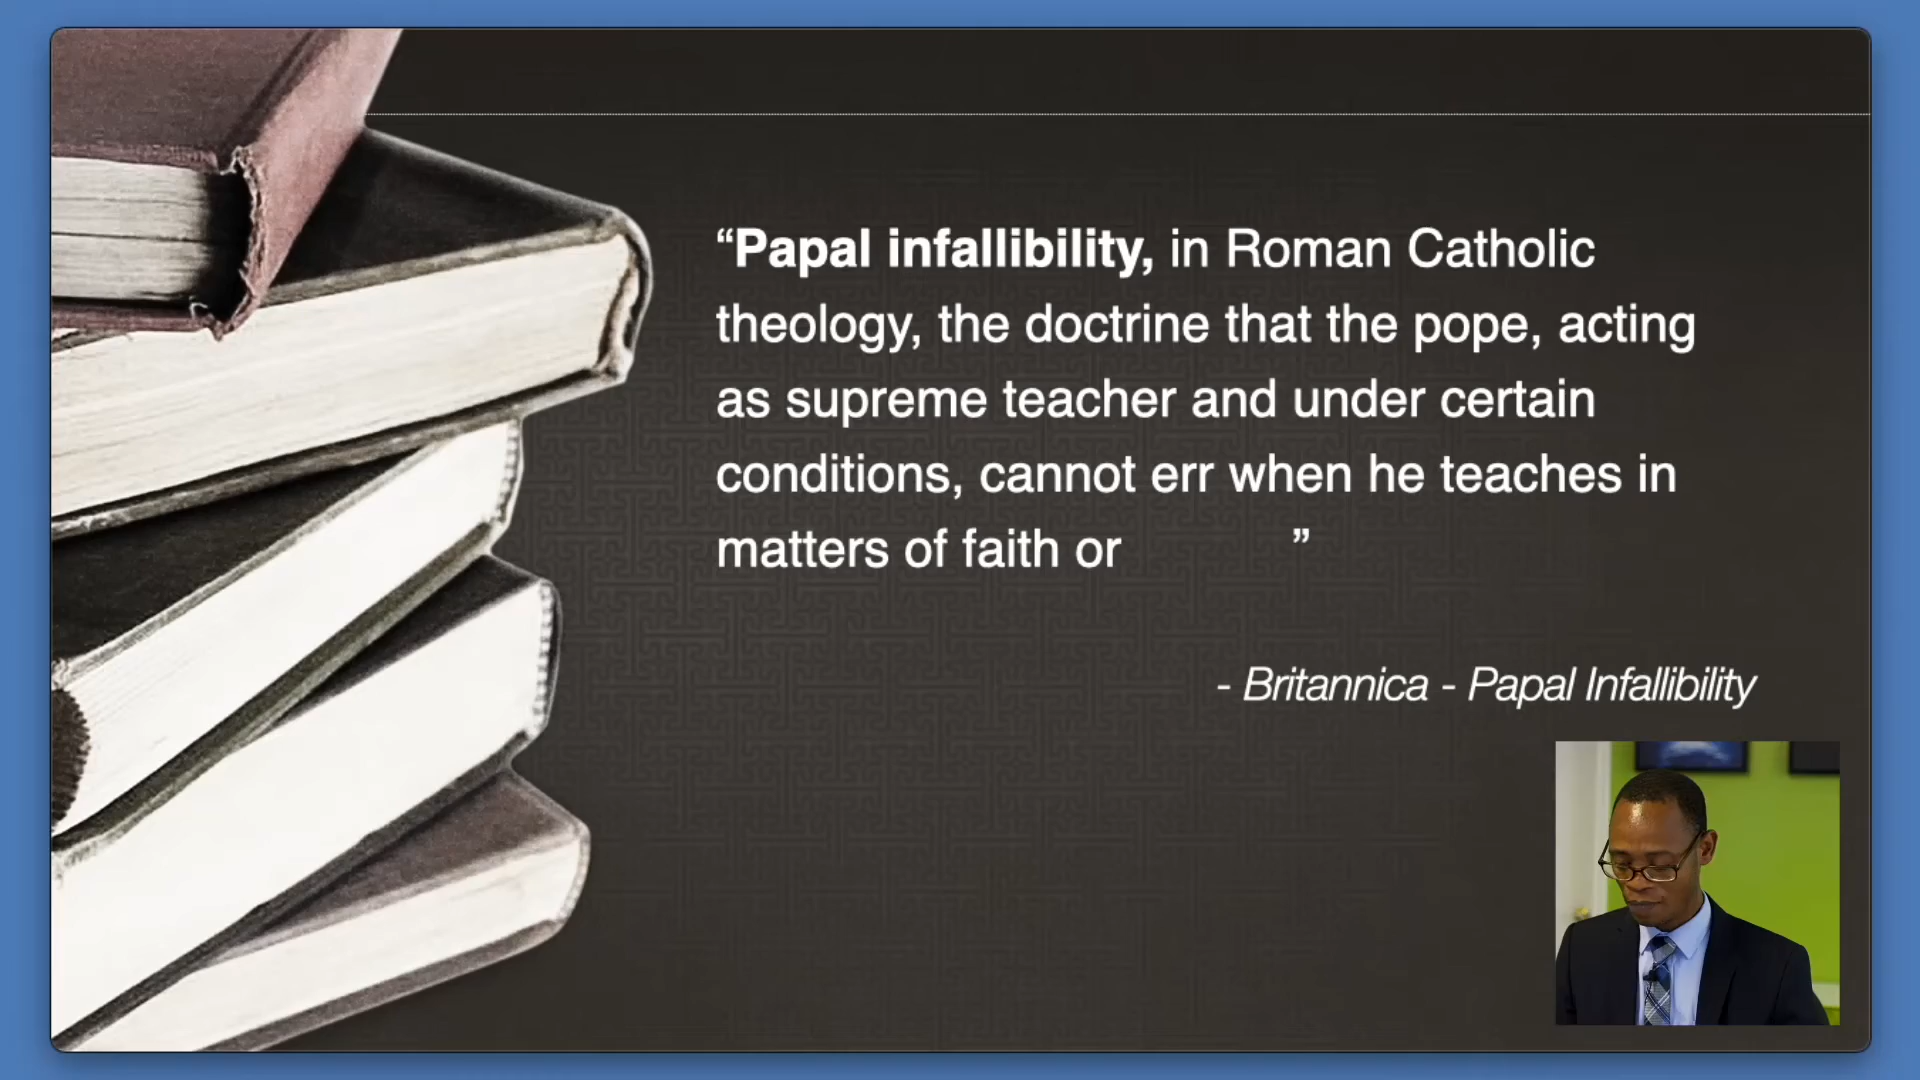 “Papal infallibility, in Roman Catholic
theology, the doctrine that the pope, acting
as supreme teacher and under certain
conditions, cannot err when he teaches in
matters of faith or ”
- Britannica - Papal Infallibility